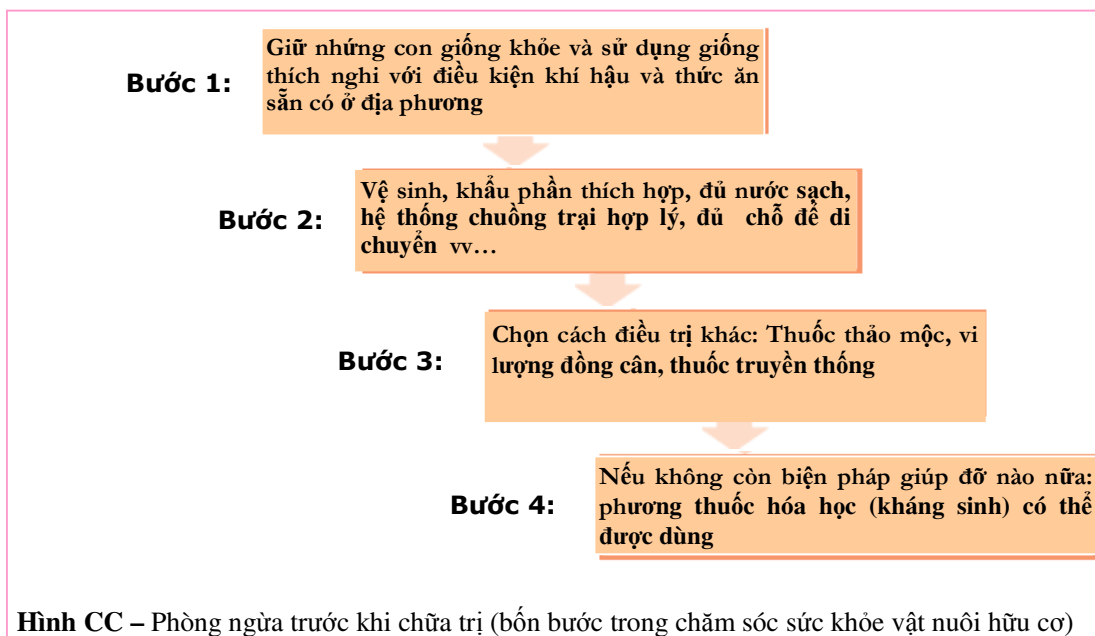 Giữ những con giống khỏe và sử dụng giống
Bước 1: thích nghi với điều kiện khí hậu và thức ăn
sẵn có ở địa phương
Vệ sinh, khẩu phần thích hợp, đủ nước sạch,
Bước 2: hệ thống chuồng trại hợp lý, đủ chỗ để di
chuyển vv...
Chọn cách điều trị khác: Thuốc thảo mộc, vi
Bước 3: lượng đồng cân, thuốc truyền thống
Nếu không còn biện pháp giúp đỡ nào nữa:
Bước 4: phương thuốc hóa học (kháng sinh) có thể
được dùng
Hình CC – Phòng ngừa trước khi chữa trị (bốn bước trong chăm sóc sức khỏe vật nuôi hữu cơ)